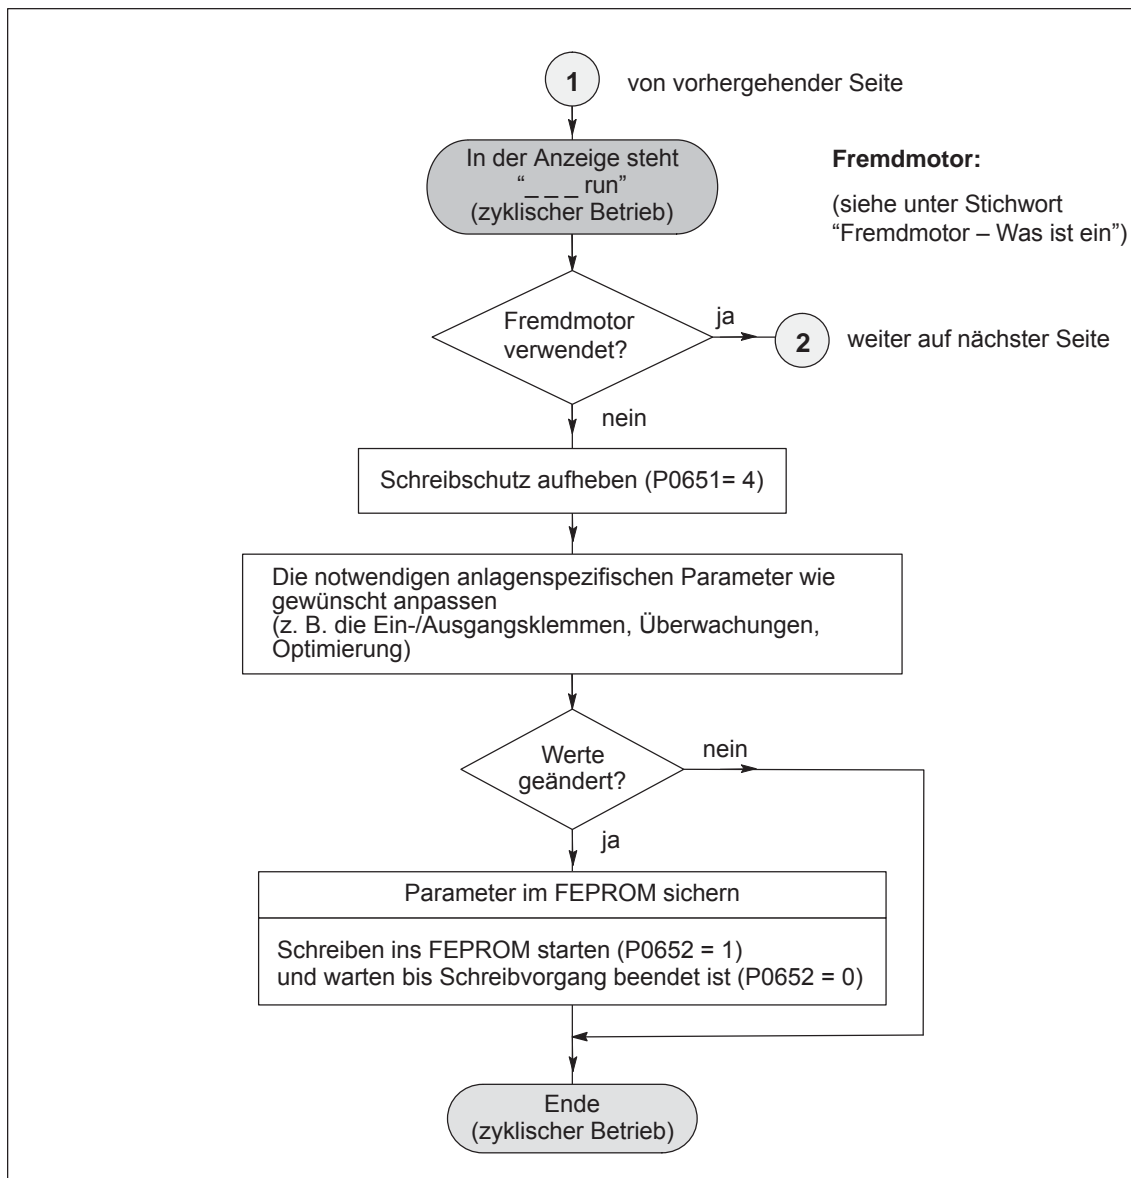 1
von vorhergehender Seite
In der Anzeige steht
“_ _ _ run”
(zyklischer Betrieb)
Fremdmotor:
(siehe unter Stichwort
“Fremdmotor – Was ist ein”)
Fremdmotor
verwendet?
ja
2
weiter auf nächster Seite
nein
Schreibschutz aufheben (P0651= 4)
Die notwendigen anlagenspezifischen Parameter wie
gewünscht anpassen
(z. B. die Ein-/Ausgangsklemmen, Überwachungen,
Optimierung)
Werte
geändert?
nein
ja
Parameter im FEPROM sichern
Schreiben ins FEPROM starten (P0652 = 1)
und warten bis Schreibvorgang beendet ist (P0652 = 0)
Ende
(zyklischer Betrieb)